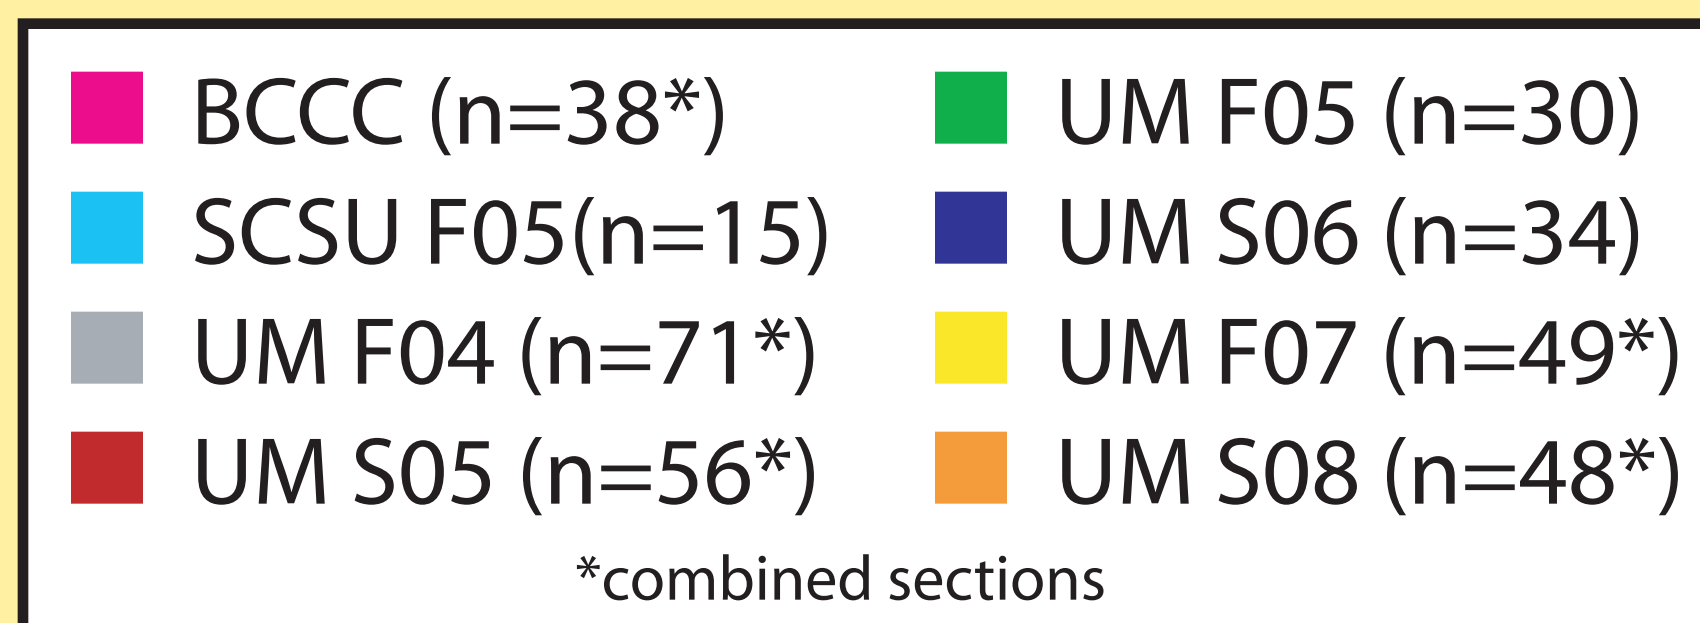 BCCC (n=38*)
SCSU F05(n=15)
UM F04 (n=71*)
UM S05 (n=56*)
UM F05 (n=30)
UM S06 (n=34)
UM F07 (n=49*)
UM S08 (n=48*)
*combined sections